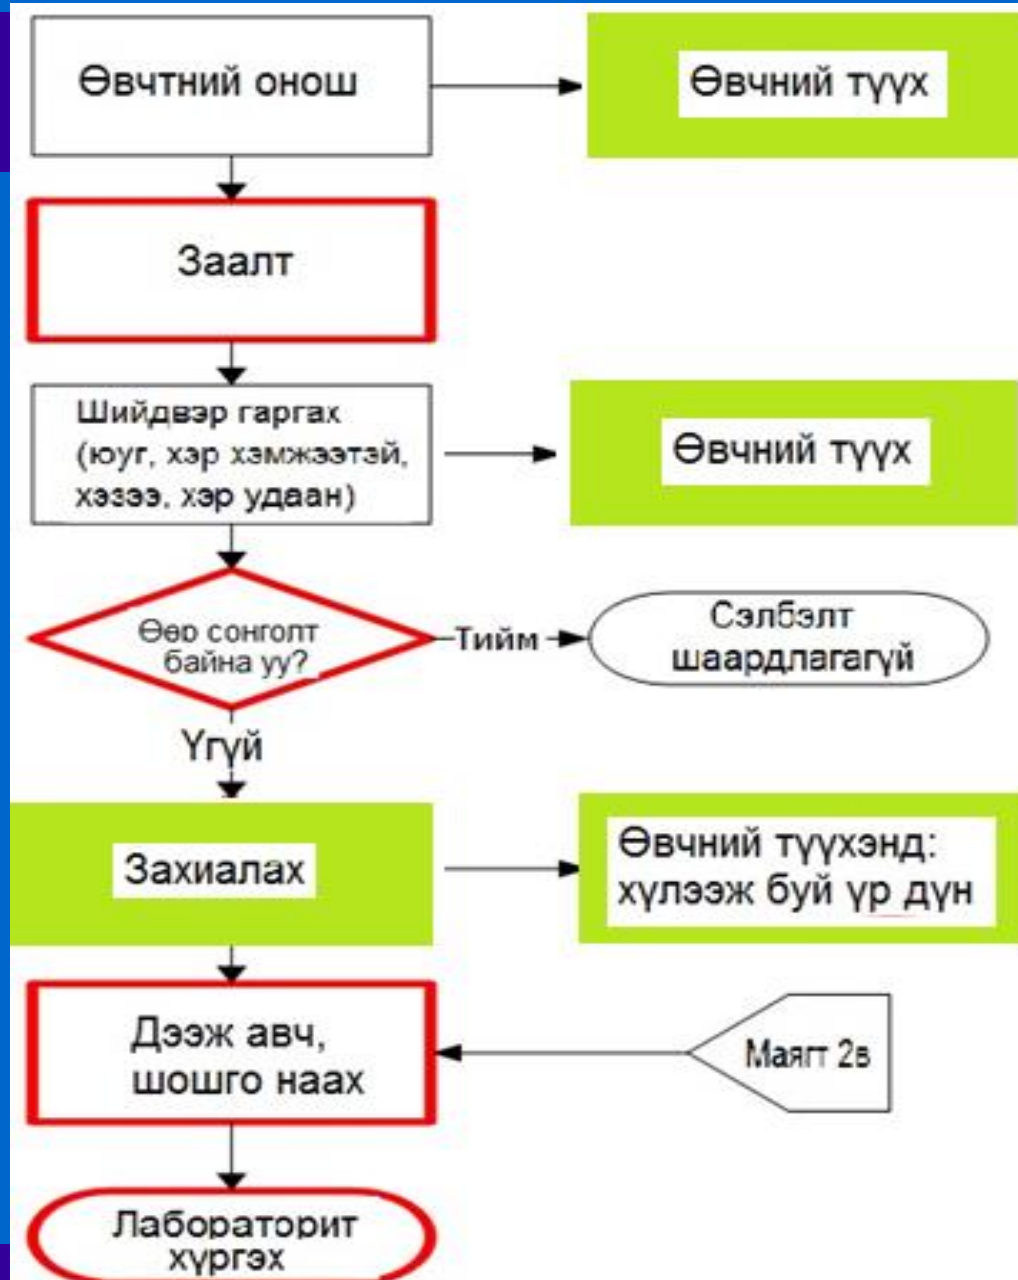 Өвчтний онош
Өвчний түүх
Заалт
Шийдвэр гаргах
(юуг, хэр хэмжээтэй,
хэзээ, хэр удаан)
Өвчний түүх
Өөр сонголт
байна уу?
Тийм
Сэлбэлт
шаардлагагүй
Үгүй
Захиалах
Өвчний түүхэнд:
хүлээж буй үр дүн
Дээж авч,
шошго наах
Маягт 2в
Лабораторит
хүргэх